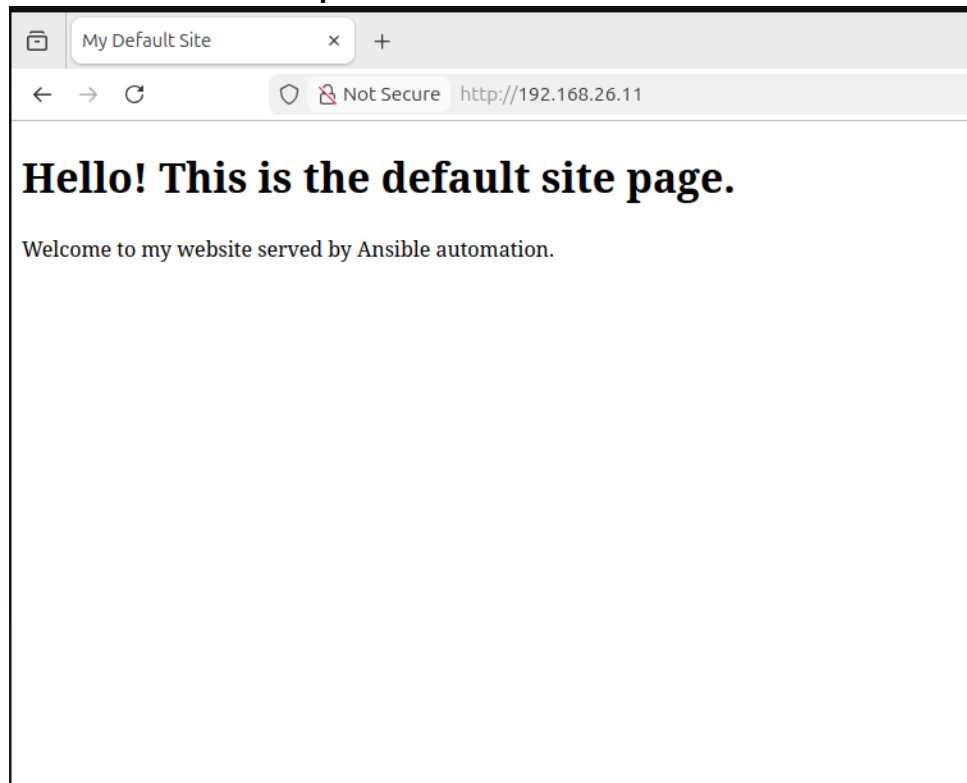 My Default Site
Not Secure http://192.168.26.11
Hello! This is the default site page.
Welcome to my website served by Ansible automation.